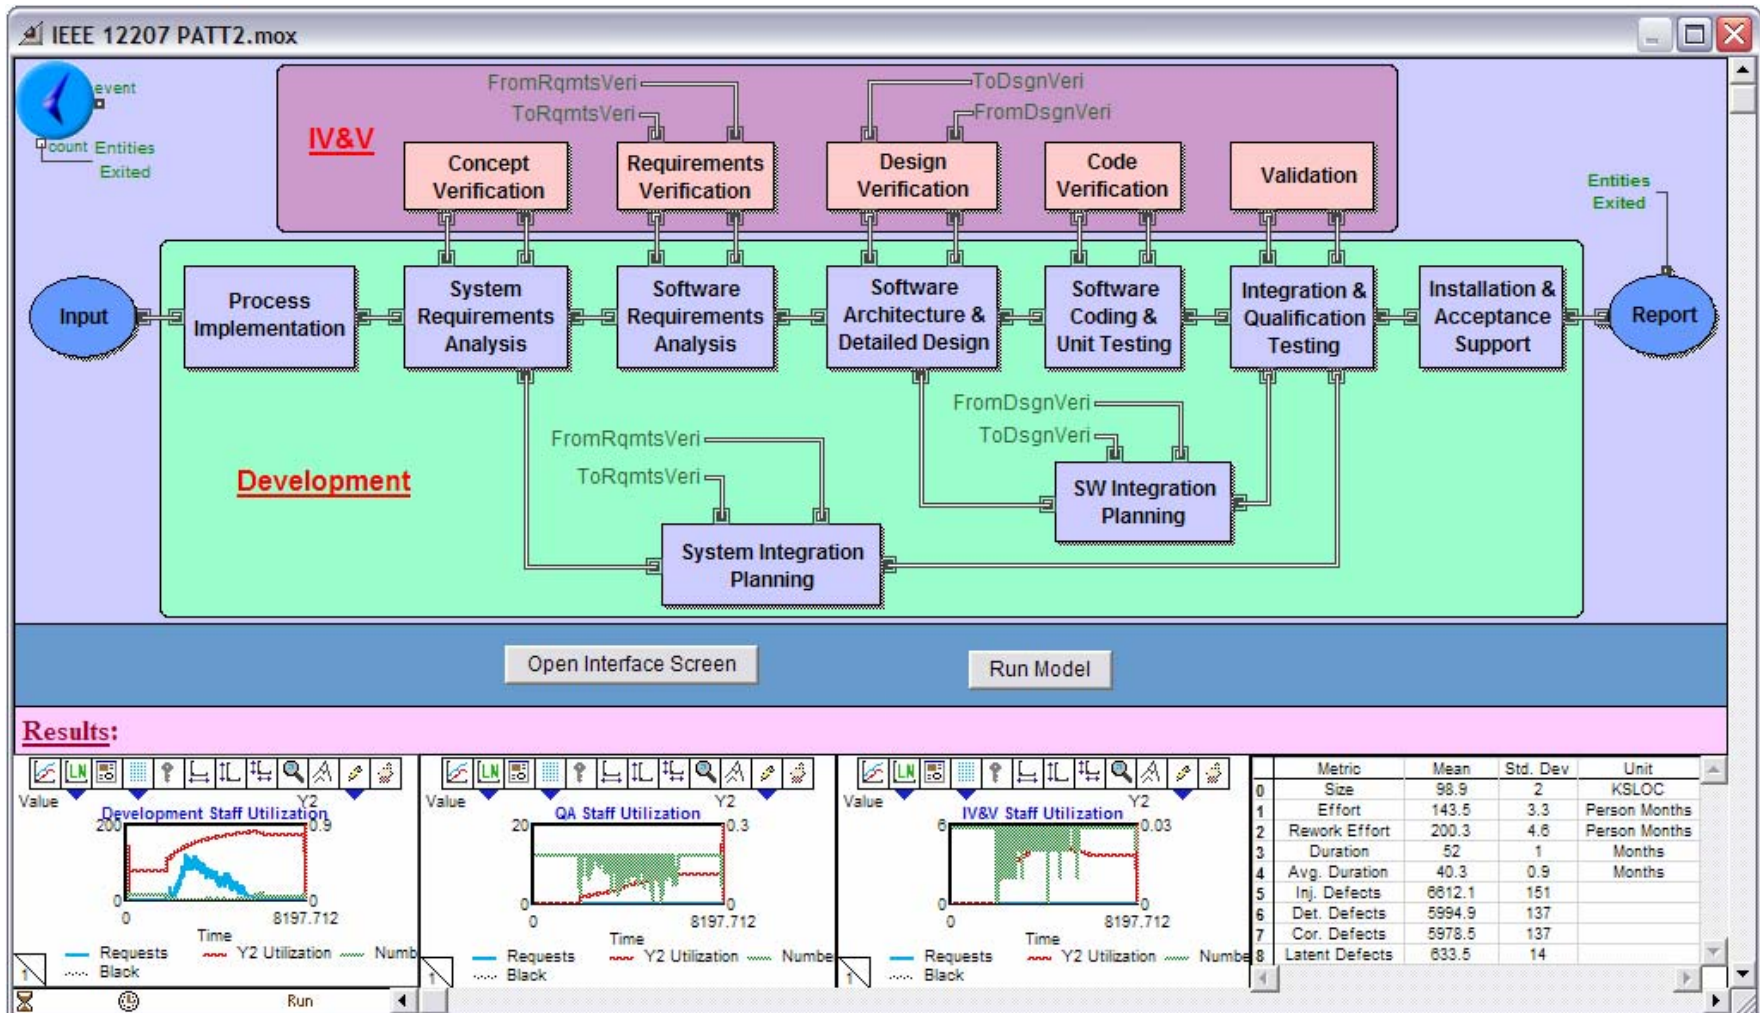 IEEE 12207 PATT2.mox
event
count Entities
Exited
IV&V
FromRqmtsVeri
ToRqmtsVeri
ToDsgnVeri
FromDsgnVeri
Concept
Verification
Requirements
Verification
Design
Verification
Code
Verification
Validation
Entities
Exited
Input
Process
Implementation
System
Requirements
Analysis
Software
Requirements
Analysis
Software
Architecture &
Detailed Design
Software
Coding &
Unit Testing
Integration &
Qualification
Testing
Installation &
Acceptance
Support
Report
Development
FromRqmtsVeri
ToRqmtsVeri
FromDsgnVeri
ToDsgnVeri
SW Integration
Planning
System Integration
Planning
Open Interface Screen
Run Model
Results:
LN
Value
Y2
Development Staff Utilization
200
0.9
0
0
0
8197.712
Time
Requests
Y2 Utilization
Numb
Black
1
LN
Value
Y2
QA Staff Utilization
20
0.3
0
0
0
8197.712
Time
Requests
Y2 Utilization
Numbe
Black
1
LN
Value
Y2
IV&V Staff Utilization
6
0.03
0
0
0
8197.712
Time
Requests
Y2 Utilization
Numbe
Black
1
Metric Mean Std. Dev Unit
0 Size 98.9 2 KSLOC
1 Effort 143.5 3.3 Person Months
2 Rework Effort 200.3 4.6 Person Months
3 Duration 52 1 Months
4 Avg. Duration 40.3 0.9 Months
5 Inj. Defects 6612.1 151
6 Det. Defects 5994.9 137
7 Cor. Defects 5978.5 137
8 Latent Defects 633.5 14
Run